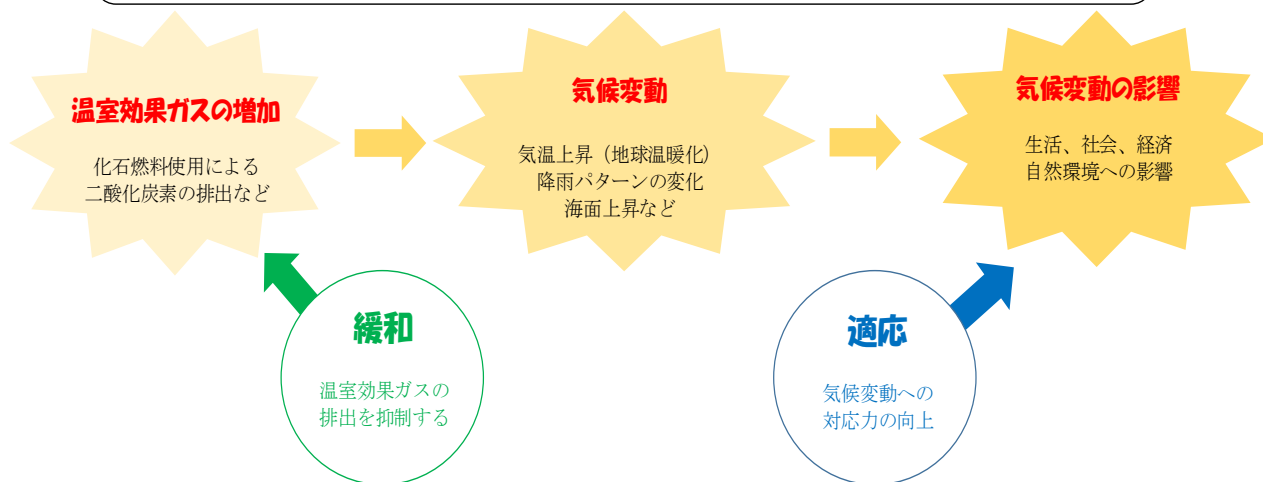 温室効果ガスの増加
化石燃料使用による
二酸化炭素の排出など
気候変動
気温上昇（地球温暖化）
降雨パターンの変化
海面上昇など
気候変動の影響
生活、社会、経済
自然環境への影響
緩和
温室効果ガスの
排出を抑制する
適応
気候変動への
対応力の向上